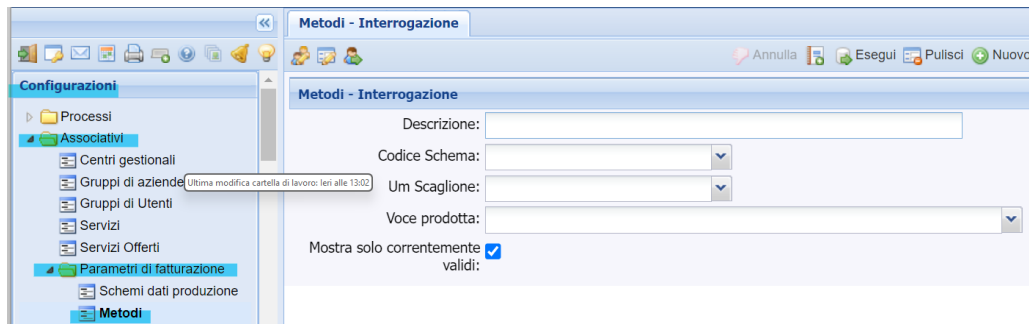 Metodi - Interrogazione
Annulla Esegui Pulisci Nuovo
Configurazioni
Processi
Associativi
Centri gestionali
Gruppi di aziende
Ultima modifica cartella di lavoro: Ieri alle 13:02
Gruppi di Utenti
Servizi
Servizi Offerti
Parametri di fatturazione
Schemi dati produzione
Metodi
Metodi - Interrogazione
Descrizione:
Codice Schema:
Um Scaglione:
Voce prodotta:
Mostra solo correntemente
validi: